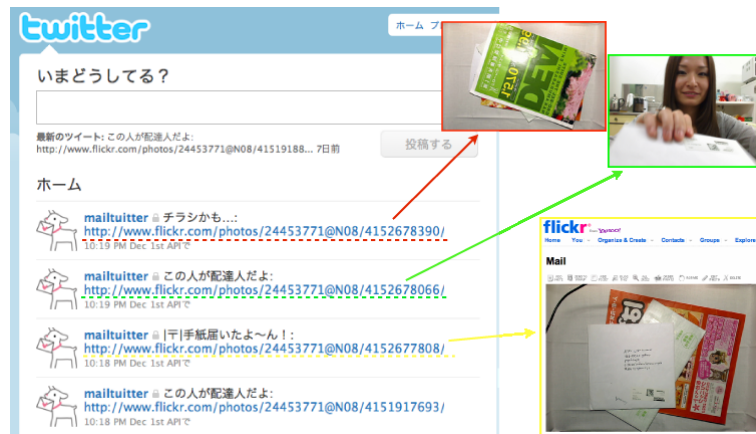 twitter
ホーム プ
いまどうしてる？
最新のツイート: この人が配達人だよ:
http://www.flickr.com/photos/24453771@N08/41519188... 7日前
投稿する
ホーム
mailtuitter チラシかも...:
http://www.flickr.com/photos/24453771@N08/4152678390/
10:19 PM Dec 1st APIで
mailtuitter この人が配達人だよ:
http://www.flickr.com/photos/24453771@N08/4152678066/
10:19 PM Dec 1st APIで
mailtuitter |〒|手紙届いたよ〜ん！:
http://www.flickr.com/photos/24453771@N08/4152677808/
10:18 PM Dec 1st APIで
mailtuitter この人が配達人だよ:
http://www.flickr.com/photos/24453771@N08/4151917693/
10:18 PM Dec 1st APIで
flickr from YAHOO!
Home You Organize & Create Contacts Groups Explore
Mail